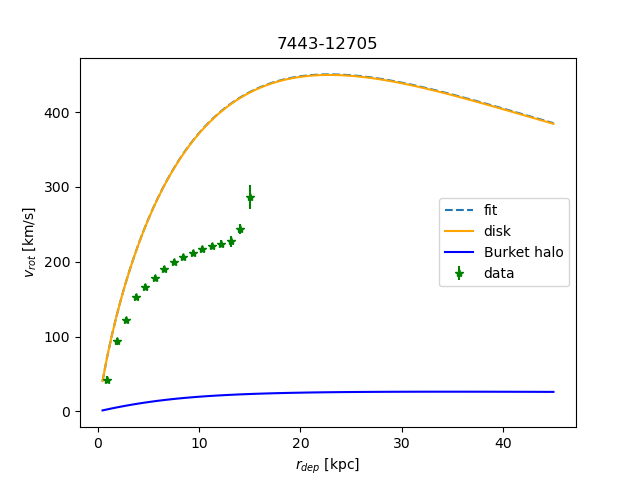 7443-12705
400
300
200
100
0
v_rot [km/s]
fit
disk
Burket halo
data
0
10
20
30
40
r_dep [kpc]